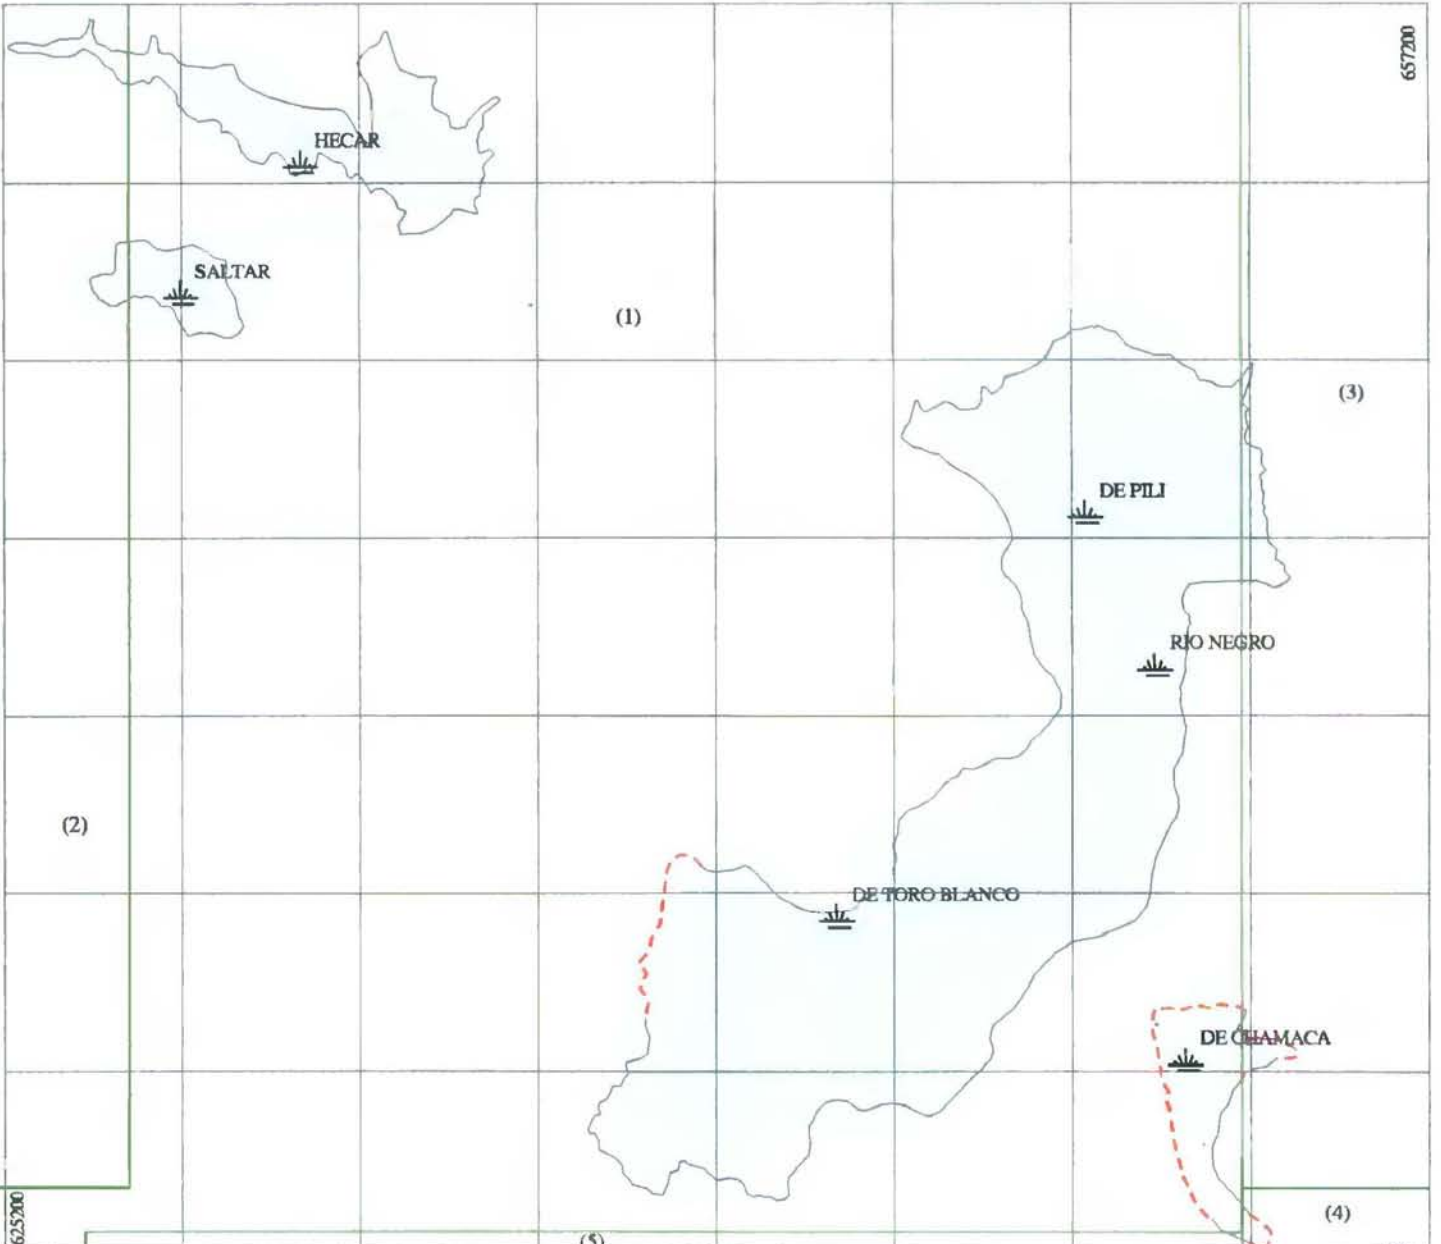 657200
HECAR
SALTAR
(1)
(3)
DE PILI
RIO NEGRO
(2)
DE TORO BLANCO
DE CHAMACA
625200
(4)
(5)